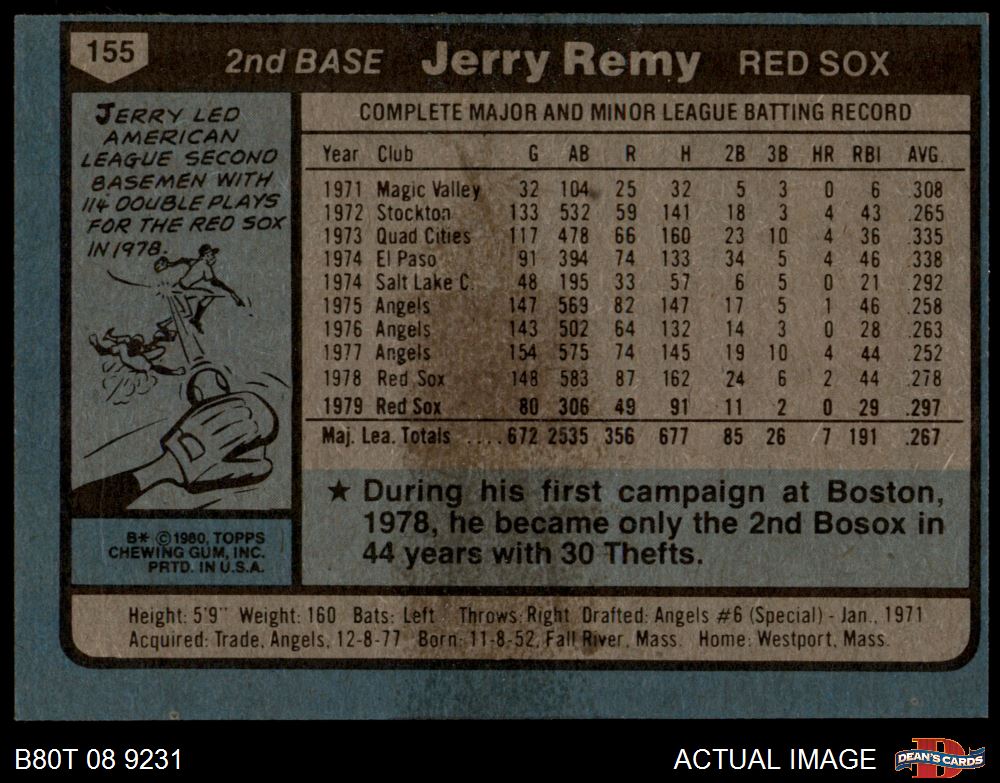 155 2nd BASE Jerry Remy RED SOX
JERRY LED
AMERICAN
LEAGUE SECOND
BASEMEN WITH
114 DOUBLE PLAYS
FOR THE RED SOX
IN 1978.
B* ©1980, TOPPS
CHEWING GUM, INC.
PRTD. IN U.S.A.
COMPLETE MAJOR AND MINOR LEAGUE BATTING RECORD
Year Club G AB R H 2B 3B HR RBI AVG.
1971 Magic Valley 32 104 25 32 5 3 0 6 .308
1972 Stockton 133 532 59 141 18 3 4 43 .265
1973 Quad Cities 117 478 66 160 23 10 4 36 .335
1974 El Paso 91 394 74 133 34 5 4 46 .338
1974 Salt Lake C. 48 195 33 57 6 5 0 21 .292
1975 Angels 147 569 82 147 17 5 1 46 .258
1976 Angels 143 502 64 132 14 3 0 28 .263
1977 Angels 154 575 74 145 19 10 4 44 .252
1978 Red Sox 148 583 87 162 24 6 2 44 .278
1979 Red Sox 80 306 49 91 11 2 0 29 .297
Maj. Lea. Totals ....672 2535 356 677 85 26 7 191 .267
★ During his first campaign at Boston,
1978, he became only the 2nd Bosox in
44 years with 30 Thefts.
Height: 5'9" Weight: 160 Bats: Left Throws: Right Drafted: Angels #6 (Special) - Jan., 1971
Acquired: Trade, Angels, 12-8-77 Born: 11-8-52, Fall River, Mass. Home: Westport, Mass.
B80T 08 9231 ACTUAL IMAGE D DEAN'S CARDS